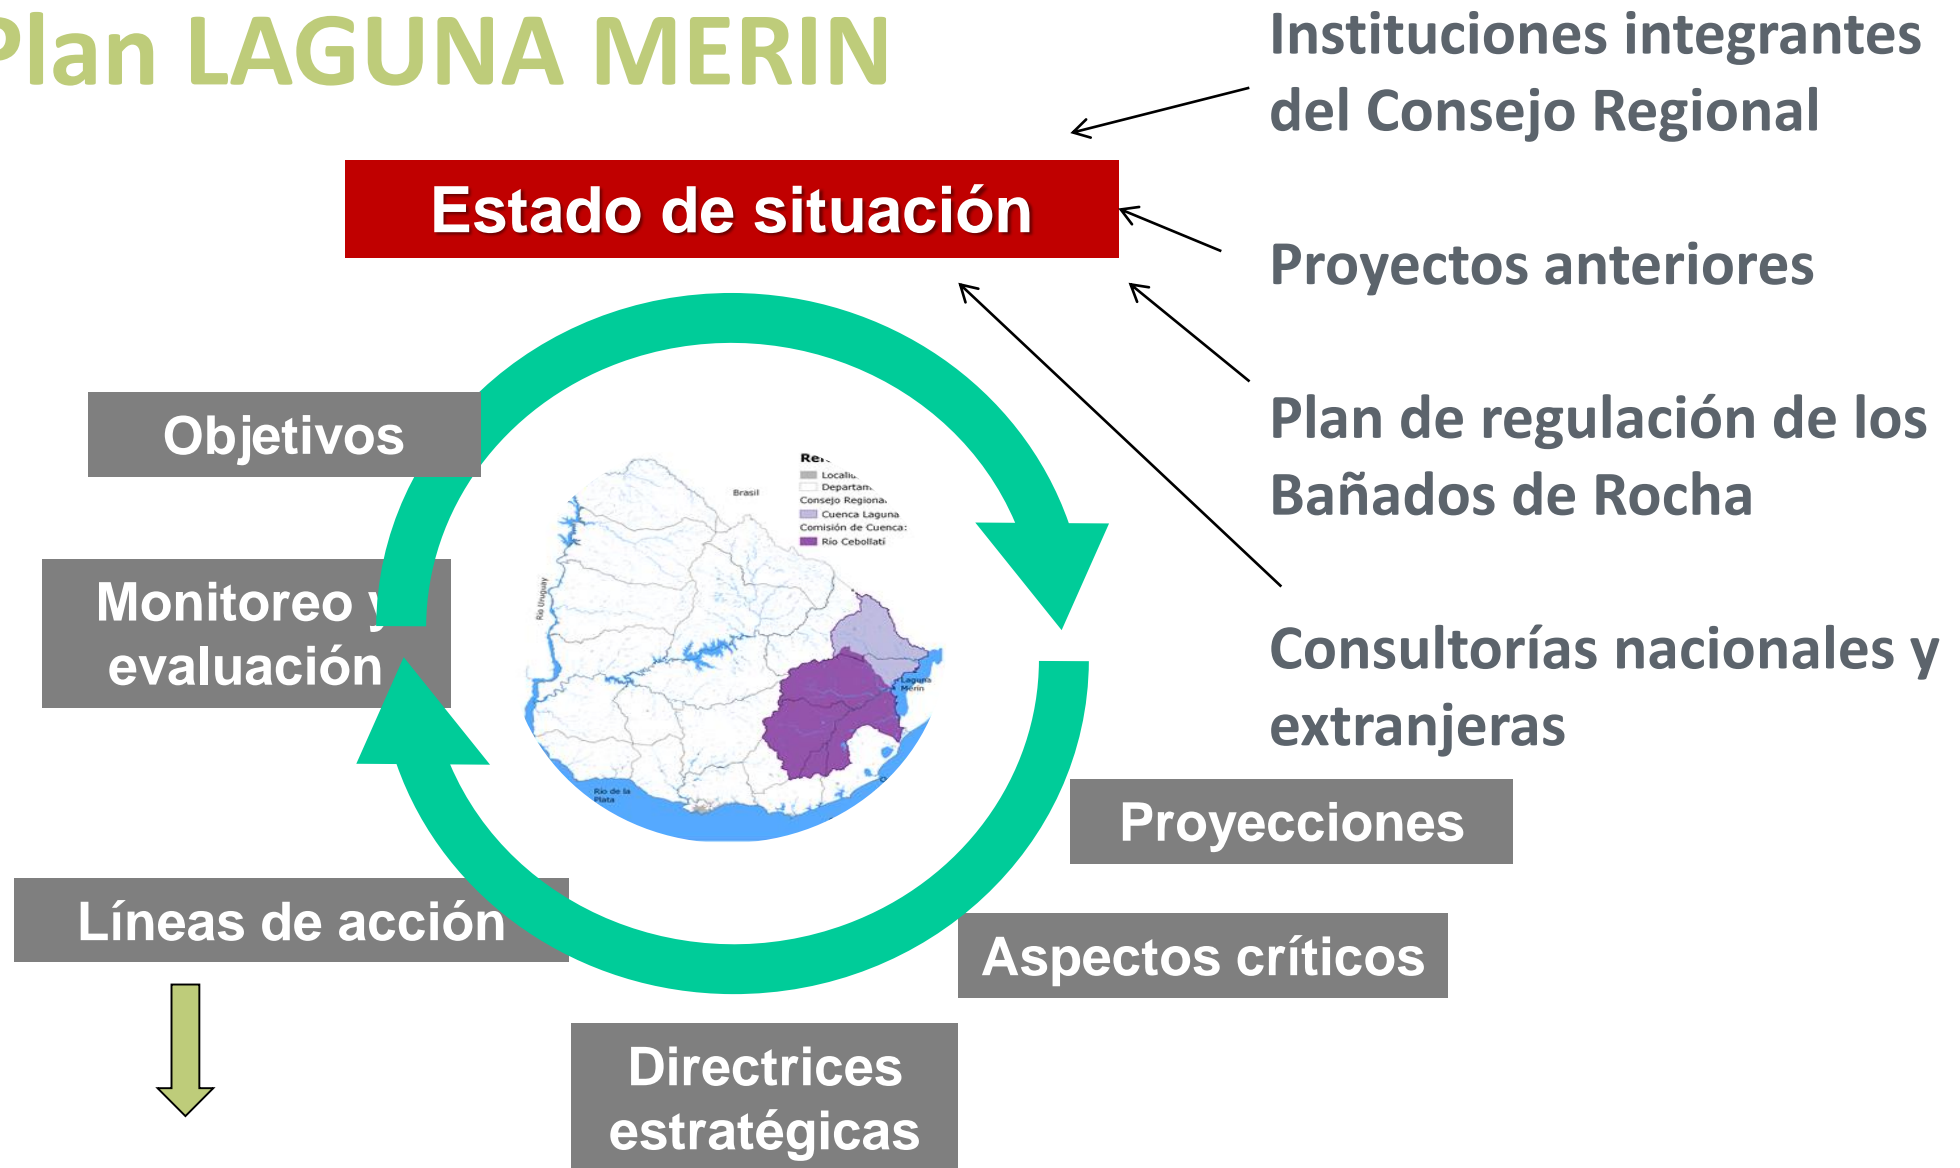 Plan LAGUNA MERIN
Instituciones integrantes
del Consejo Regional
Estado de situación
Proyectos anteriores
Plan de regulación de los
Bañados de Rocha
Consultorías nacionales y
extranjeras
Objetivos
Monitoreo y
evaluación
Líneas de acción
Directrices
estratégicas
Aspectos críticos
Proyecciones
Brasil
Consejo Regional
Cuenca Laguna
Comisión de Cuenca:
Río Cebollatí
Río Uruguay
Laguna
Merín
Río de la
Plata